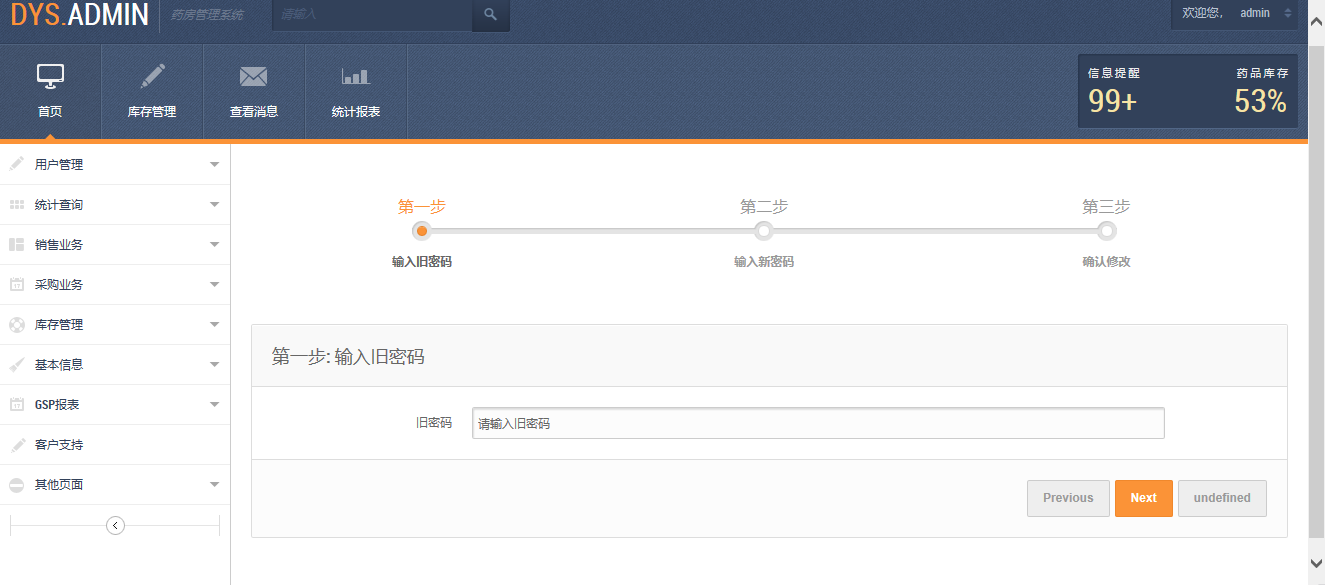 DYS.ADMIN
药房管理系统
请输入
欢迎您,
admin
首页
库存管理
查看消息
统计报表
信息提醒
99+
药品库存
53%
用户管理
统计查询
销售业务
采购业务
库存管理
基本信息
GSP报表
客户支持
其他页面
第一步
第二步
第三步
输入旧密码
输入新密码
确认修改
第一步: 输入旧密码
旧密码
请输入旧密码
Previous
Next
undefined